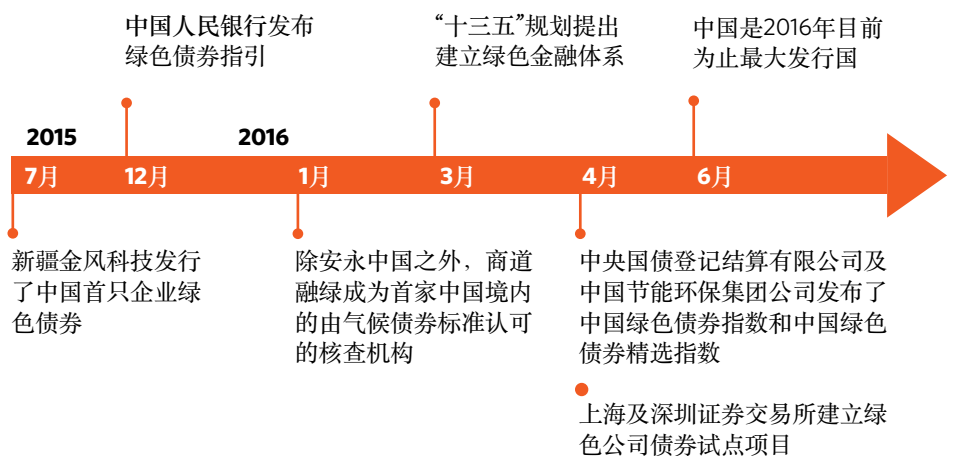 中国人民银行发布
绿色债券指引
“十三五”规划提出
建立绿色金融体系
中国是2016年目前
为止最大发行国
2015
2016
7月
12月
1月
3月
4月
6月
新疆金风科技发行
了中国首只企业绿
色债券
除安永中国之外，商道
融绿成为首家中国境内
的由气候债券标准认可
的核查机构
中央国债登记结算有限公司及
中国节能环保集团公司发布了
中国绿色债券指数和中国绿色
债券精选指数
上海及深圳证券交易所建立绿
色公司债券试点项目